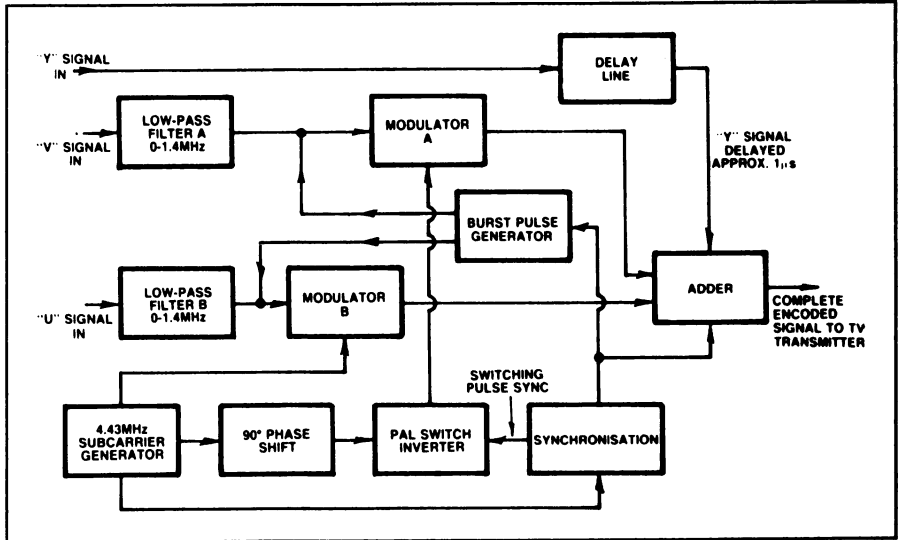 "Y" SIGNAL
IN
DELAY
LINE
LOW-PASS
FILTER A
0-1.4MHz
MODULATOR
A
"V" SIGNAL
IN
"Y" SIGNAL
DELAYED
APPROX. 1μs
BURST PULSE
GENERATOR
LOW-PASS
FILTER B
0-1.4MHz
MODULATOR
B
ADDER
"U" SIGNAL
IN
COMPLETE
ENCODED
SIGNAL TO TV
TRANSMITTER
SWITCHING
PULSE SYNC
4.43MHz
SUBCARRIER
GENERATOR
90° PHASE
SHIFT
PAL SWITCH
INVERTER
SYNCHRONISATION